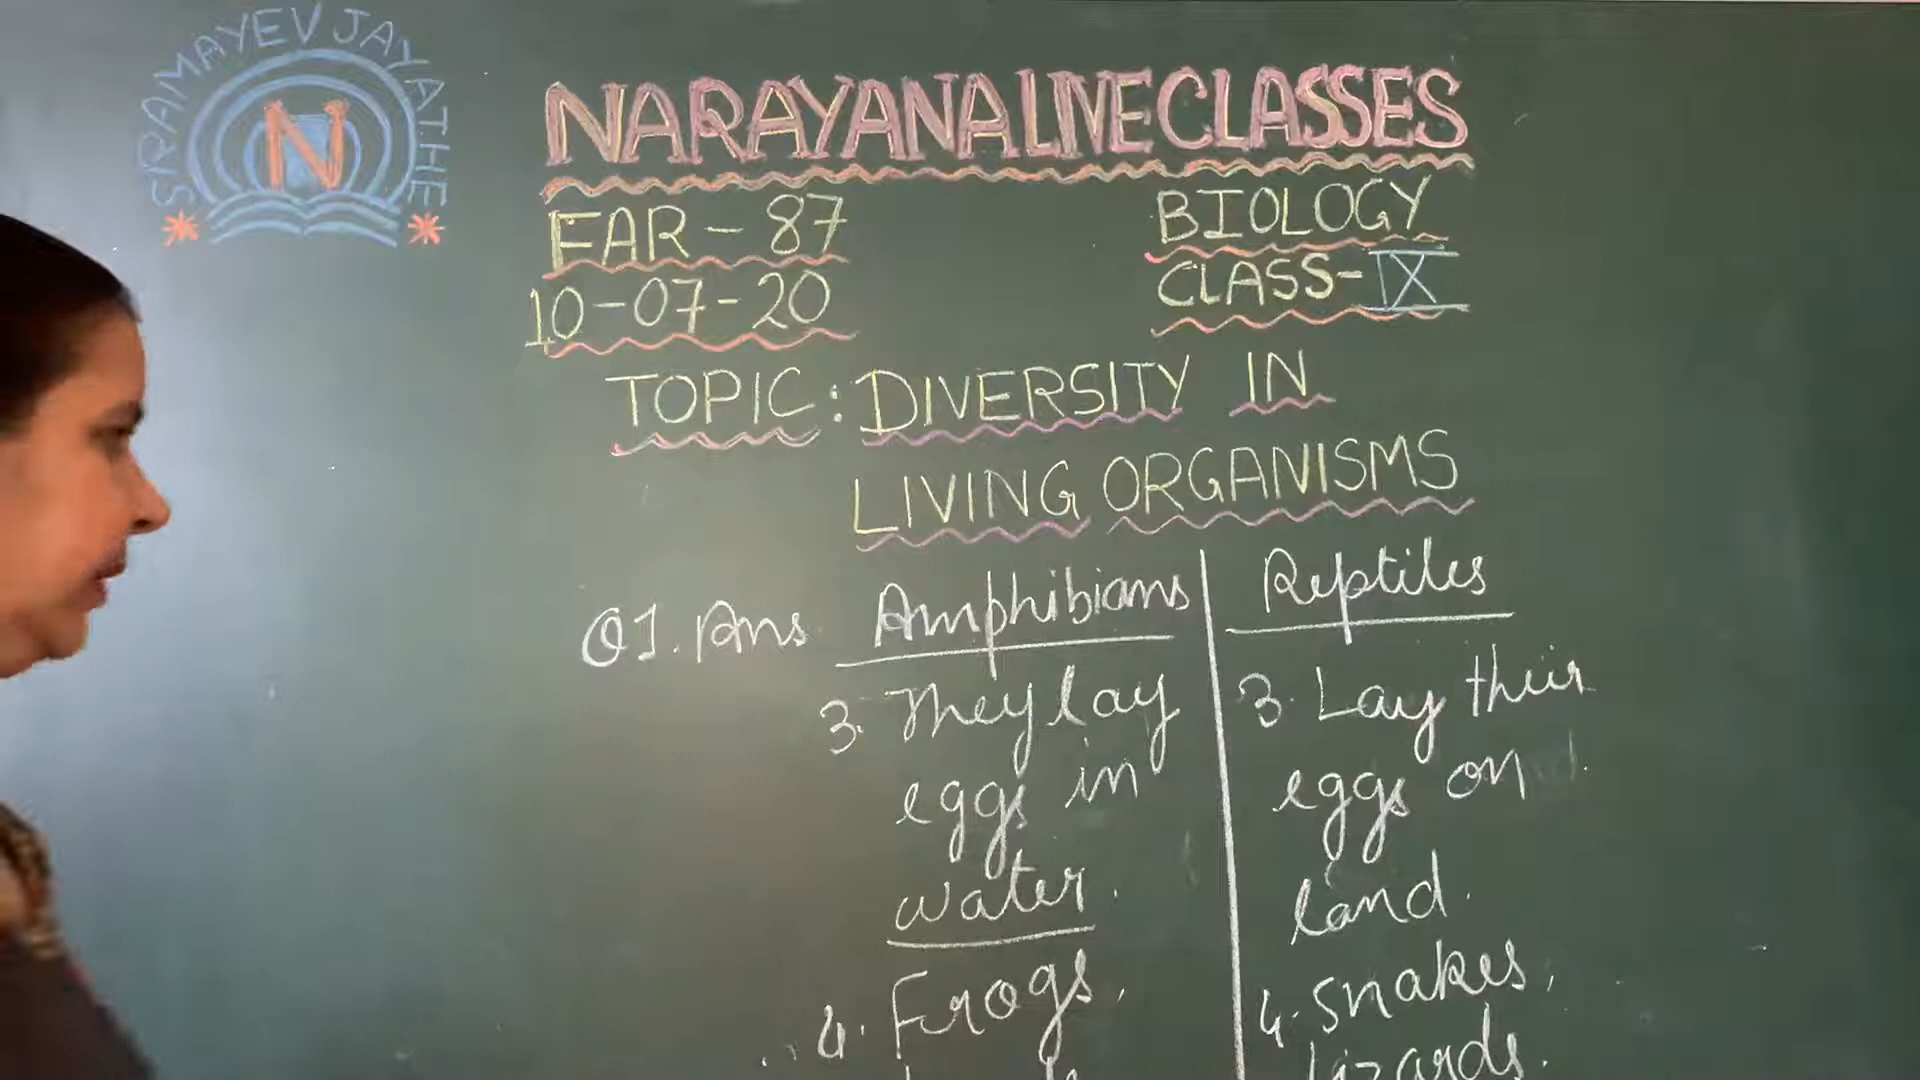 SRAMAYEV JAYATHE
N
NARAYANA LIVE CLASSES
FAR - 87
BIOLOGY
10-07-20
CLASS-IX
TOPIC: DIVERSITY IN
LIVING ORGANISMS
Q1. Ans
Amphibians
3. They lay
eggs in
water.
4. Frogs,
Reptiles
3. Lay their
eggs on
land.
4. Snakes,
Lizards.